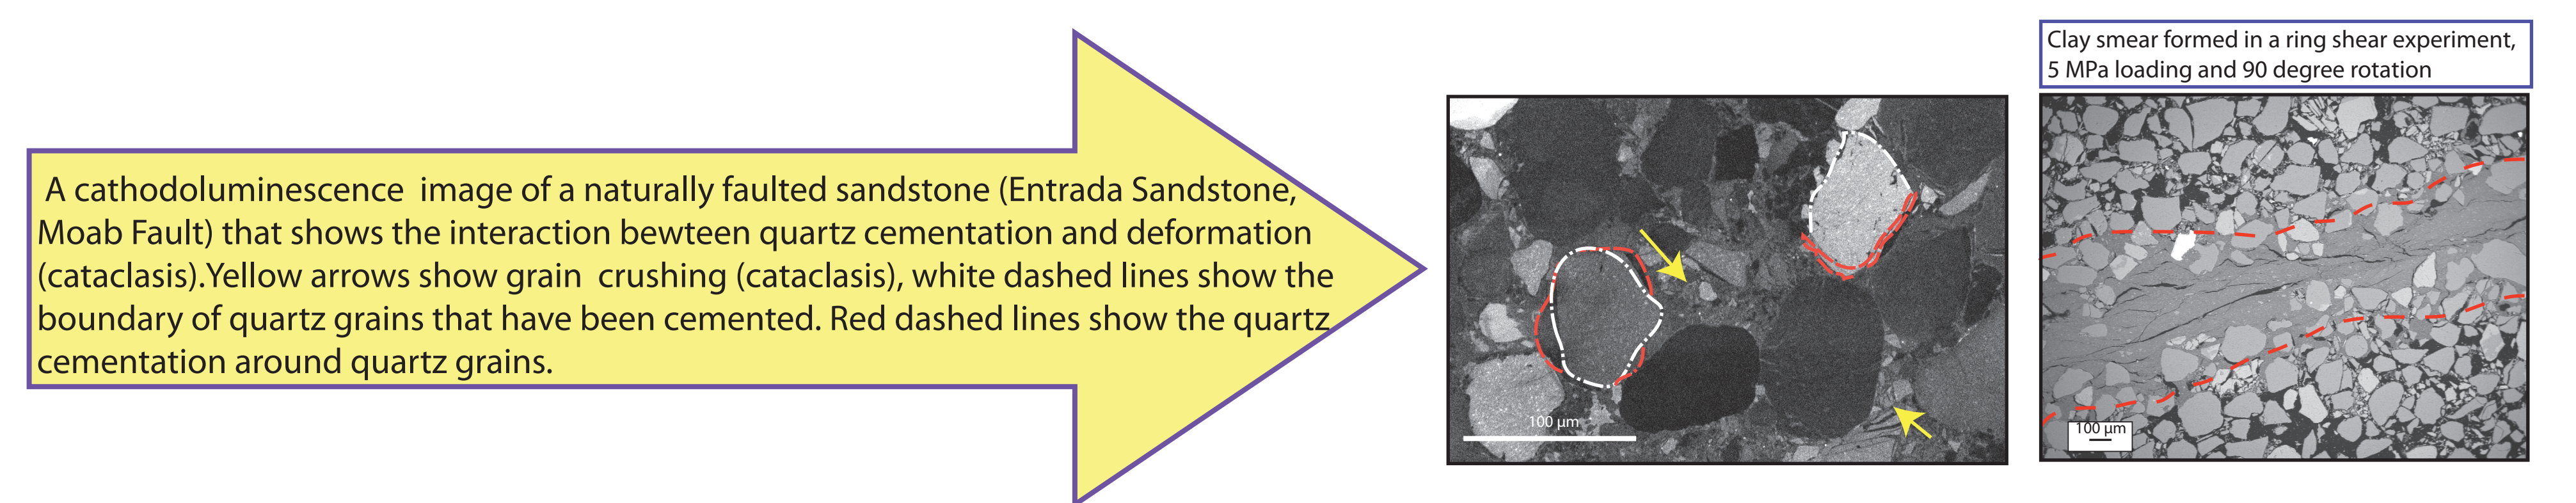 A cathodoluminescence image of a naturally faulted sandstone (Entrada Sandstone,
Moab Fault) that shows the interaction bewteen quartz cementation and deformation
(cataclasis).Yellow arrows show grain crushing (cataclasis), white dashed lines show the
boundary of quartz grains that have been cemented. Red dashed lines show the quartz
cementation around quartz grains.
100 µm
Clay smear formed in a ring shear experiment,
5 MPa loading and 90 degree rotation
100 µm